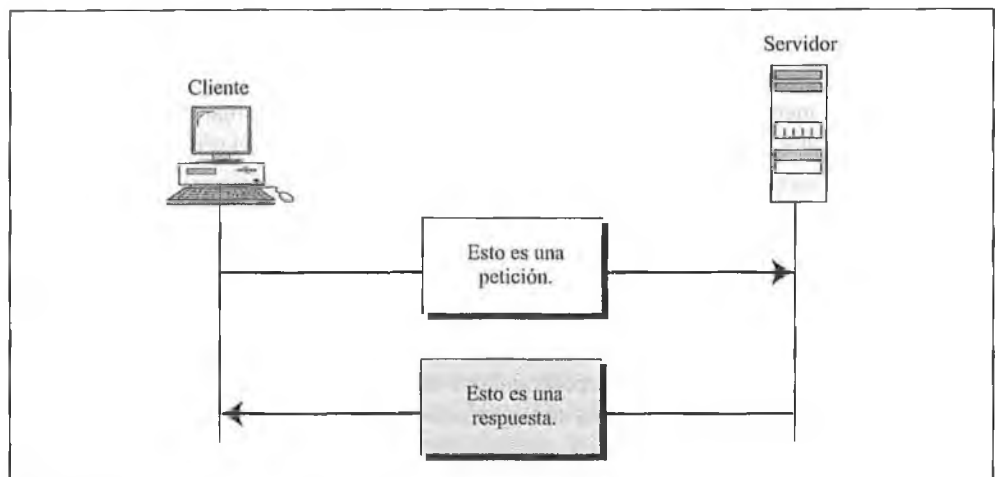 Servidor
Cliente
Esto es una
petición.
Esto es una
respuesta.